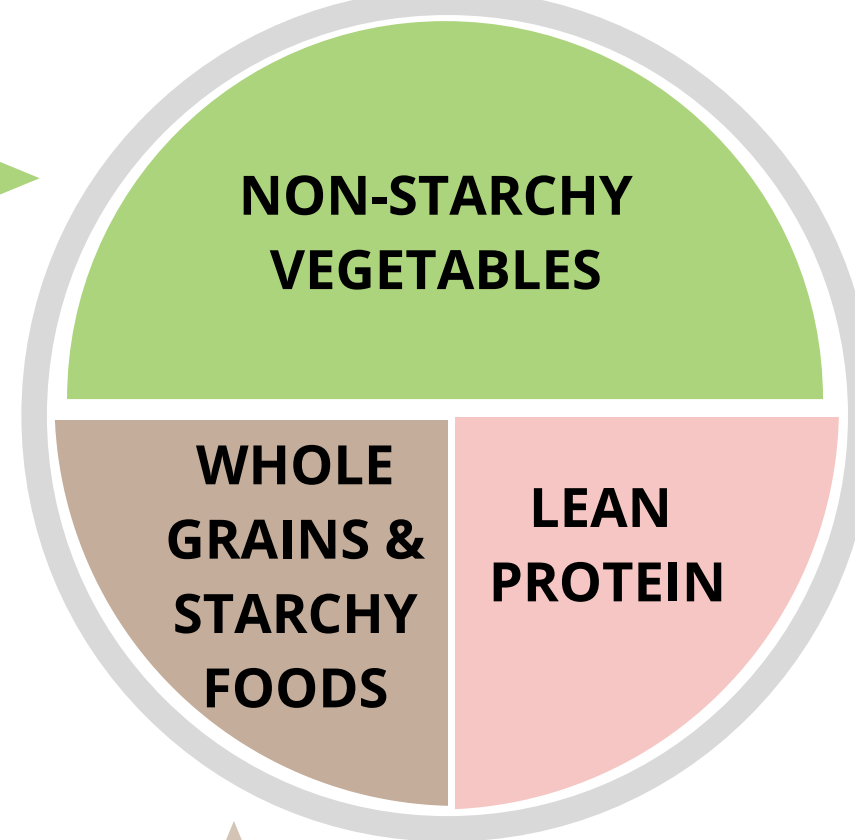 NON-STARCHY
VEGETABLES
WHOLE
GRAINS &
STARCHY
FOODS
LEAN
PROTEIN